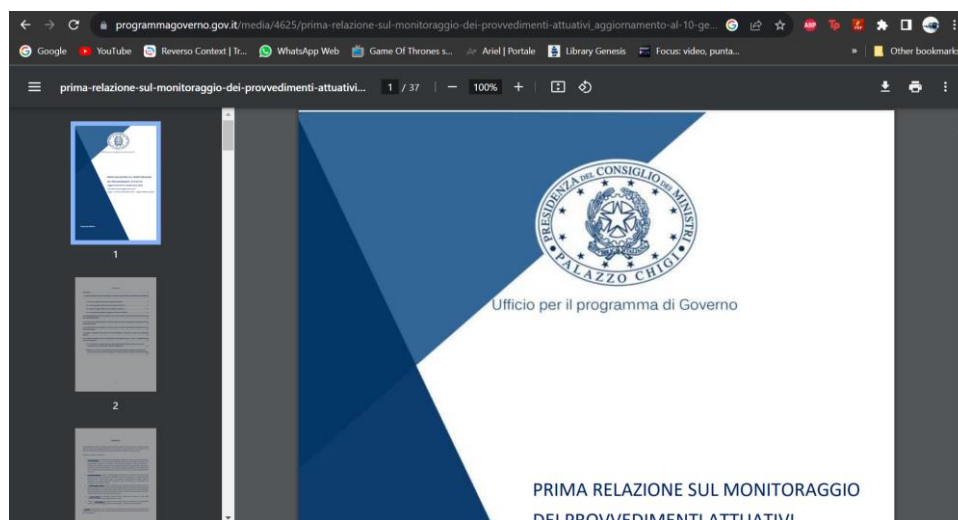 programmagoverno.gov.it/media/4625/prima-relazione-sul-monitoraggio-dei-provvedimenti-attuativi_aggiornamento-al-10-ge...
Google YouTube Reverso Context | Tr... WhatsApp Web Game Of Thrones s... Ariel | Portale Library Genesis Focus: video, punta... » Other bookmarks
prima-relazione-sul-monitoraggio-dei-provvedimenti-attuativi... 1 / 37 100%
PRESIDENZA DEL CONSIGLIO DEI MINISTRI
PALAZZO CHIGI
Ufficio per il programma di Governo
1
2
PRIMA RELAZIONE SUL MONITORAGGIO
DEI PROVVEDIMENTI ATTUATIVI